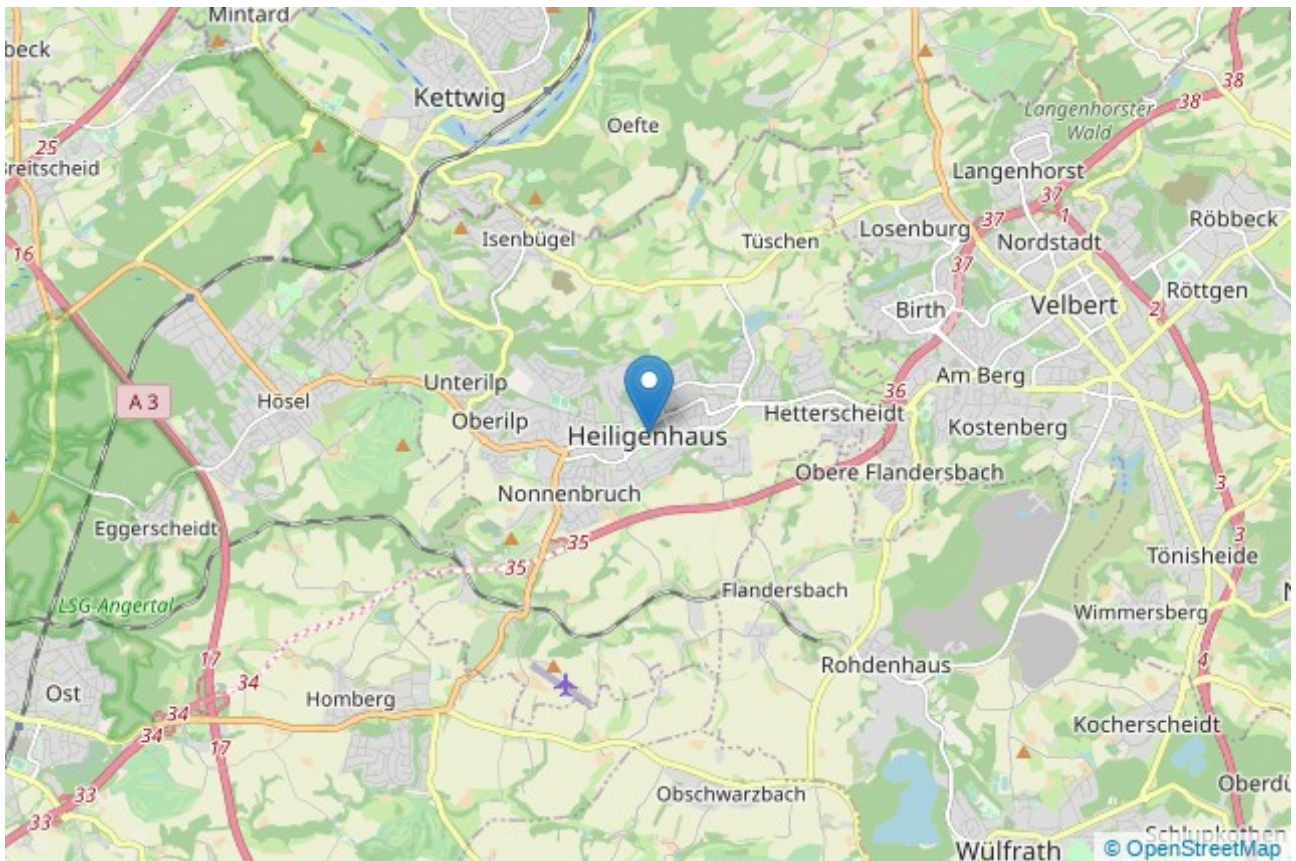 Mintard
beck
Kettwig
Oefte
38
38
Langenhorster
Wald
25
Breitscheid
Langenhorst
37
1
Röbbeck
37
Losenburg
Isenbügel
Tüschen
Nordstadt
16
37
Röttgen
Birth
Velbert
2
Unterilp
Am Berg
36
A 3
Hösel
Oberilp
Hetterscheidt
Heiligenhaus
Kostenberg
Obere Flandersbach
Nonnenbruch
3
Eggerscheidt
35
3
35
Tönisheide
Flandersbach
LSG-Angertal
Wimmersberg
17
Rohdenhaus
4
34
Ost
Homberg
34
34
17
Kocherscheidt
33
Obschwarzbach
Oberdü
33
Schlupkothen
Wülfrath
© OpenStreetMap